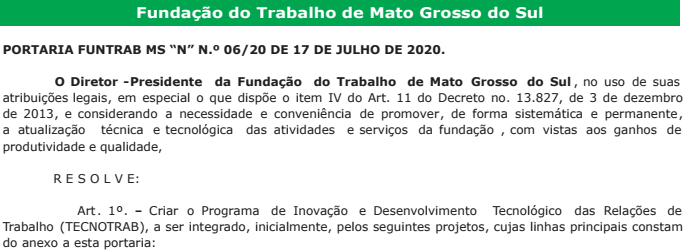 Fundação do Trabalho de Mato Grosso do Sul
PORTARIA FUNTRAB MS “N” N.º 06/20 DE 17 DE JULHO DE 2020.
O Diretor -Presidente da Fundação do Trabalho de Mato Grosso do Sul, no uso de suas
atribuições legais, em especial o que dispõe o item IV do Art. 11 do Decreto no. 13.827, de 3 de dezembro
de 2013, e considerando a necessidade e conveniência de promover, de forma sistemática e permanente,
a atualização técnica e tecnológica das atividades e serviços da fundação , com vistas aos ganhos de
produtividade e qualidade,
R E S O L V E:
Art. 1º. – Criar o Programa de Inovação e Desenvolvimento Tecnológico das Relações de
Trabalho (TECNOTRAB), a ser integrado, inicialmente, pelos seguintes projetos, cujas linhas principais constam
do anexo a esta portaria: